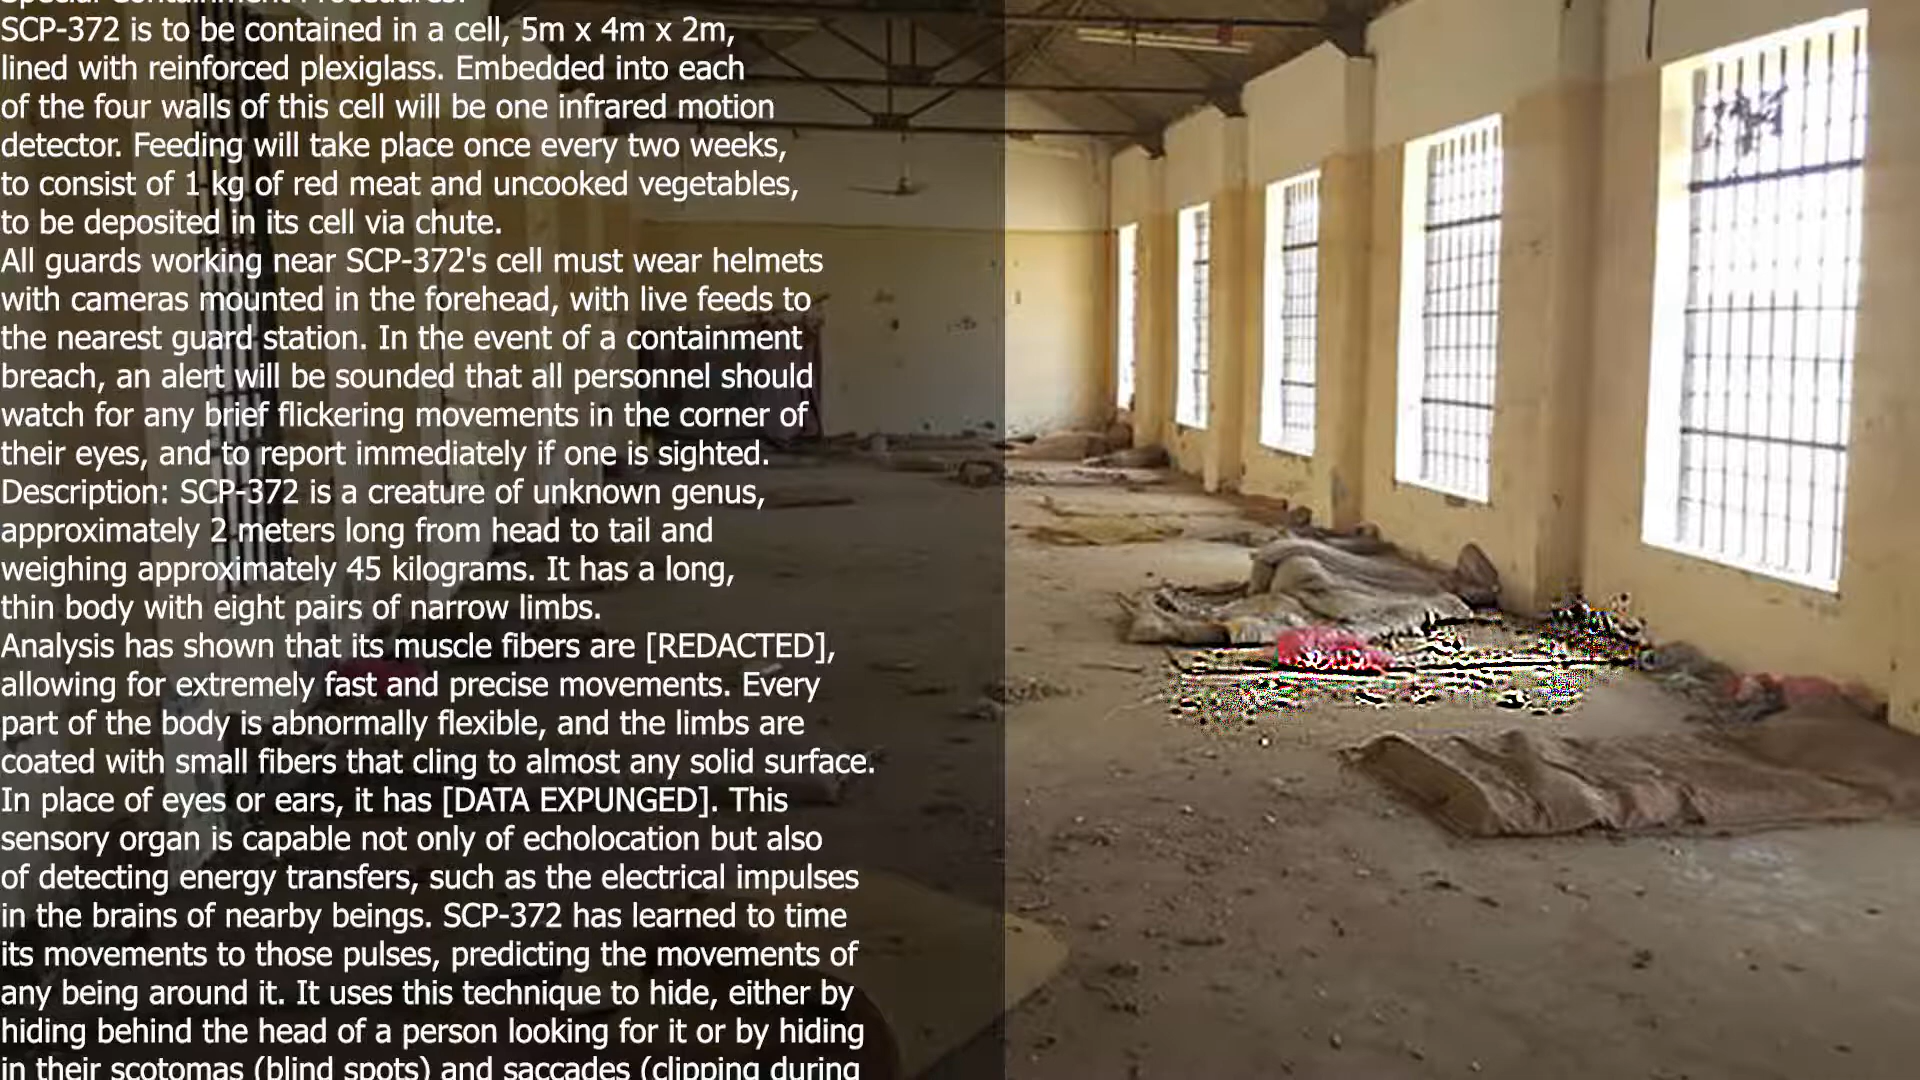 Special Containment Procedures:
SCP-372 is to be contained in a cell, 5m x 4m x 2m,
lined with reinforced plexiglass. Embedded into each
of the four walls of this cell will be one infrared motion
detector. Feeding will take place once every two weeks,
to consist of 1 kg of red meat and uncooked vegetables,
to be deposited in its cell via chute.
All guards working near SCP-372's cell must wear helmets
with cameras mounted in the forehead, with live feeds to
the nearest guard station. In the event of a containment
breach, an alert will be sounded that all personnel should
watch for any brief flickering movements in the corner of
their eyes, and to report immediately if one is sighted.
Description: SCP-372 is a creature of unknown genus,
approximately 2 meters long from head to tail and
weighing approximately 45 kilograms. It has a long,
thin body with eight pairs of narrow limbs.
Analysis has shown that its muscle fibers are [REDACTED],
allowing for extremely fast and precise movements. Every
part of the body is abnormally flexible, and the limbs are
coated with small fibers that cling to almost any solid surface.
In place of eyes or ears, it has [DATA EXPUNGED]. This
sensory organ is capable not only of echolocation but also
of detecting energy transfers, such as the electrical impulses
in the brains of nearby beings. SCP-372 has learned to time
its movements to those pulses, predicting the movements of
any being around it. It uses this technique to hide, either by
hiding behind the head of a person looking for it or by hiding
in their scotomas (blind spots) and saccades (clipping during